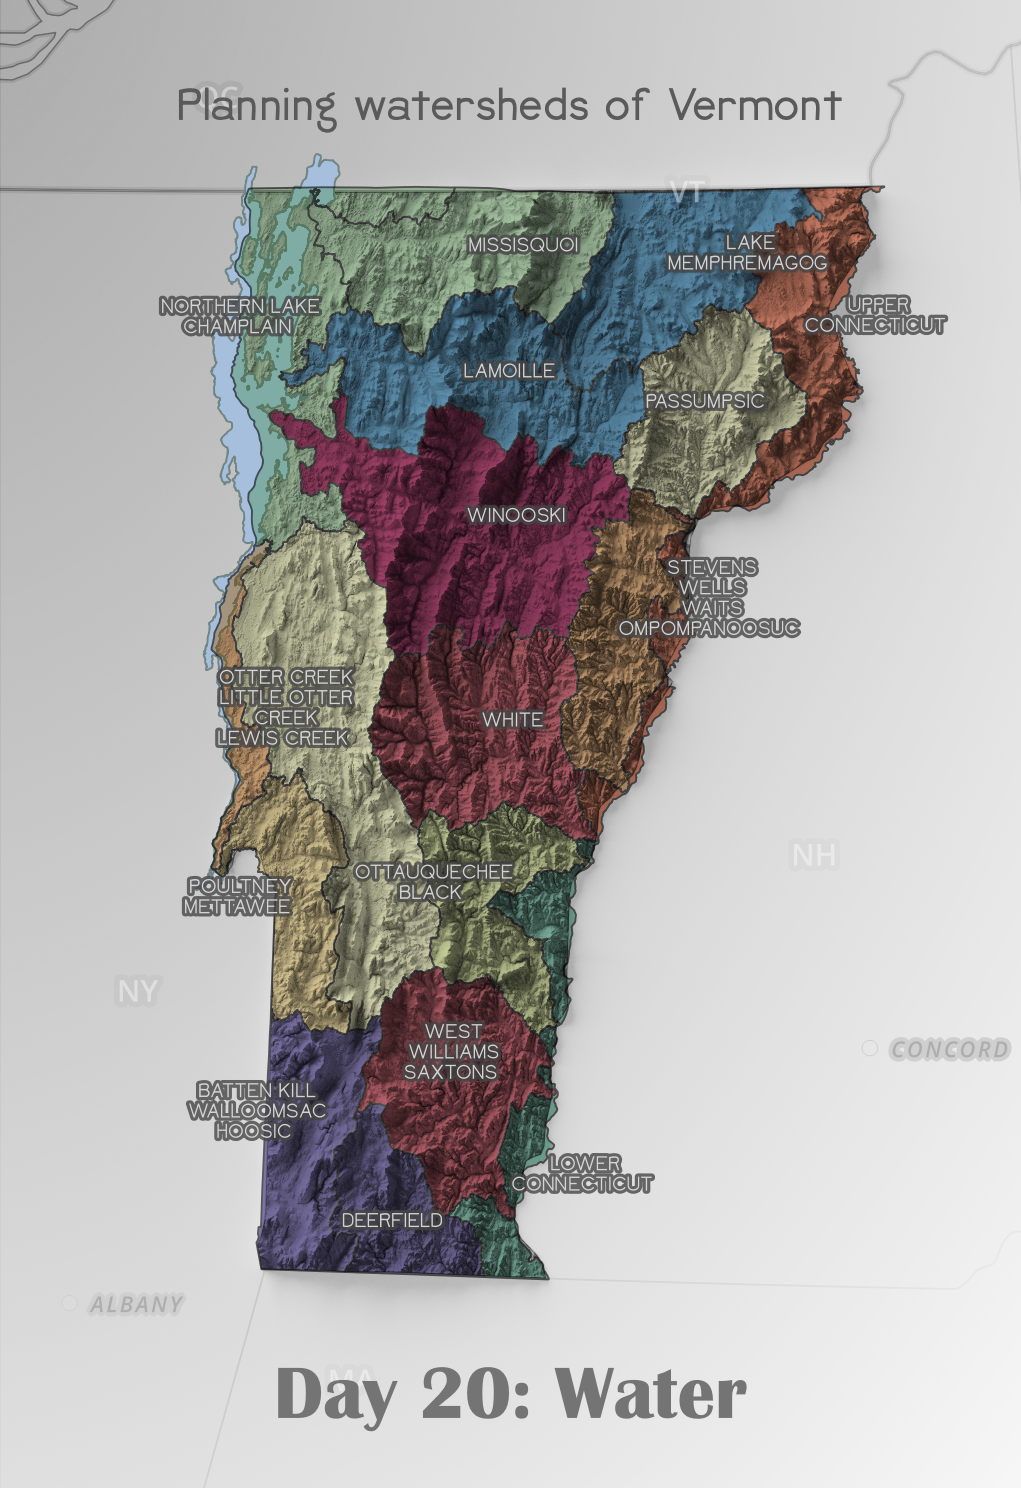 QC
Planning watersheds of Vermont
VT
MISSISQUOI
LAKE
MEMPHREMAGOG
NORTHERN LAKE
CHAMPLAIN
UPPER
CONNECTICUT
LAMOILLE
PASSUMPSIC
WINOOSKI
STEVENS
WELLS
WAITS
OMPOMPANOOSUC
OTTER CREEK
LITTLE OTTER
CREEK
LEWIS CREEK
WHITE
NH
OTTAUQUECHEE
BLACK
POULTNEY
METTAWEE
NY
WEST
WILLIAMS
SAXTONS
CONCORD
BATTEN KILL
WALLOOMSAC
HOOSIC
LOWER
CONNECTICUT
DEERFIELD
ALBANY
MA
Day 20: Water